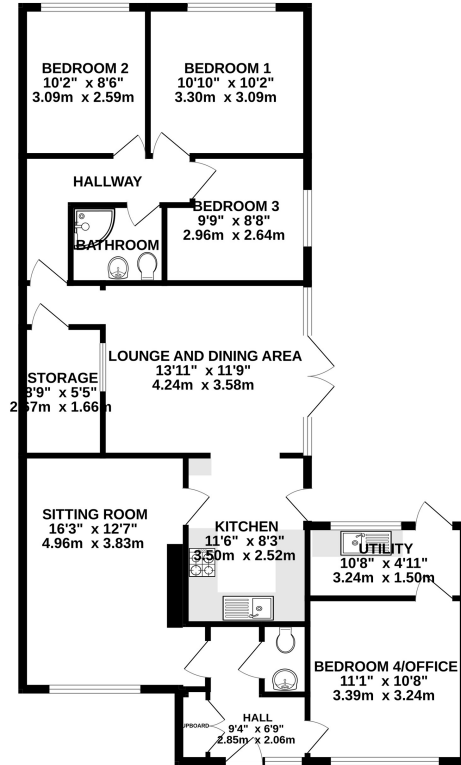 BEDROOM 2
10'2" x 8'6"
3.09m x 2.59m
BEDROOM 1
10'10" x 10'2"
3.30m x 3.09m
HALLWAY
BEDROOM 3
9'9" x 8'8"
2.96m x 2.64m
BATHROOM
LOUNGE AND DINING AREA
13'11" x 11'9"
4.24m x 3.58m
STORAGE
8'9" x 5'5"
2.67m x 1.66m
SITTING ROOM
16'3" x 12'7"
4.96m x 3.83m
KITCHEN
11'6" x 8'3"
3.50m x 2.52m
UTILITY
10'8" x 4'11"
3.24m x 1.50m
BEDROOM 4/OFFICE
11'1" x 10'8"
3.39m x 3.24m
HALL
9'4" x 6'9"
2.85m x 2.06m
CUPBOARD